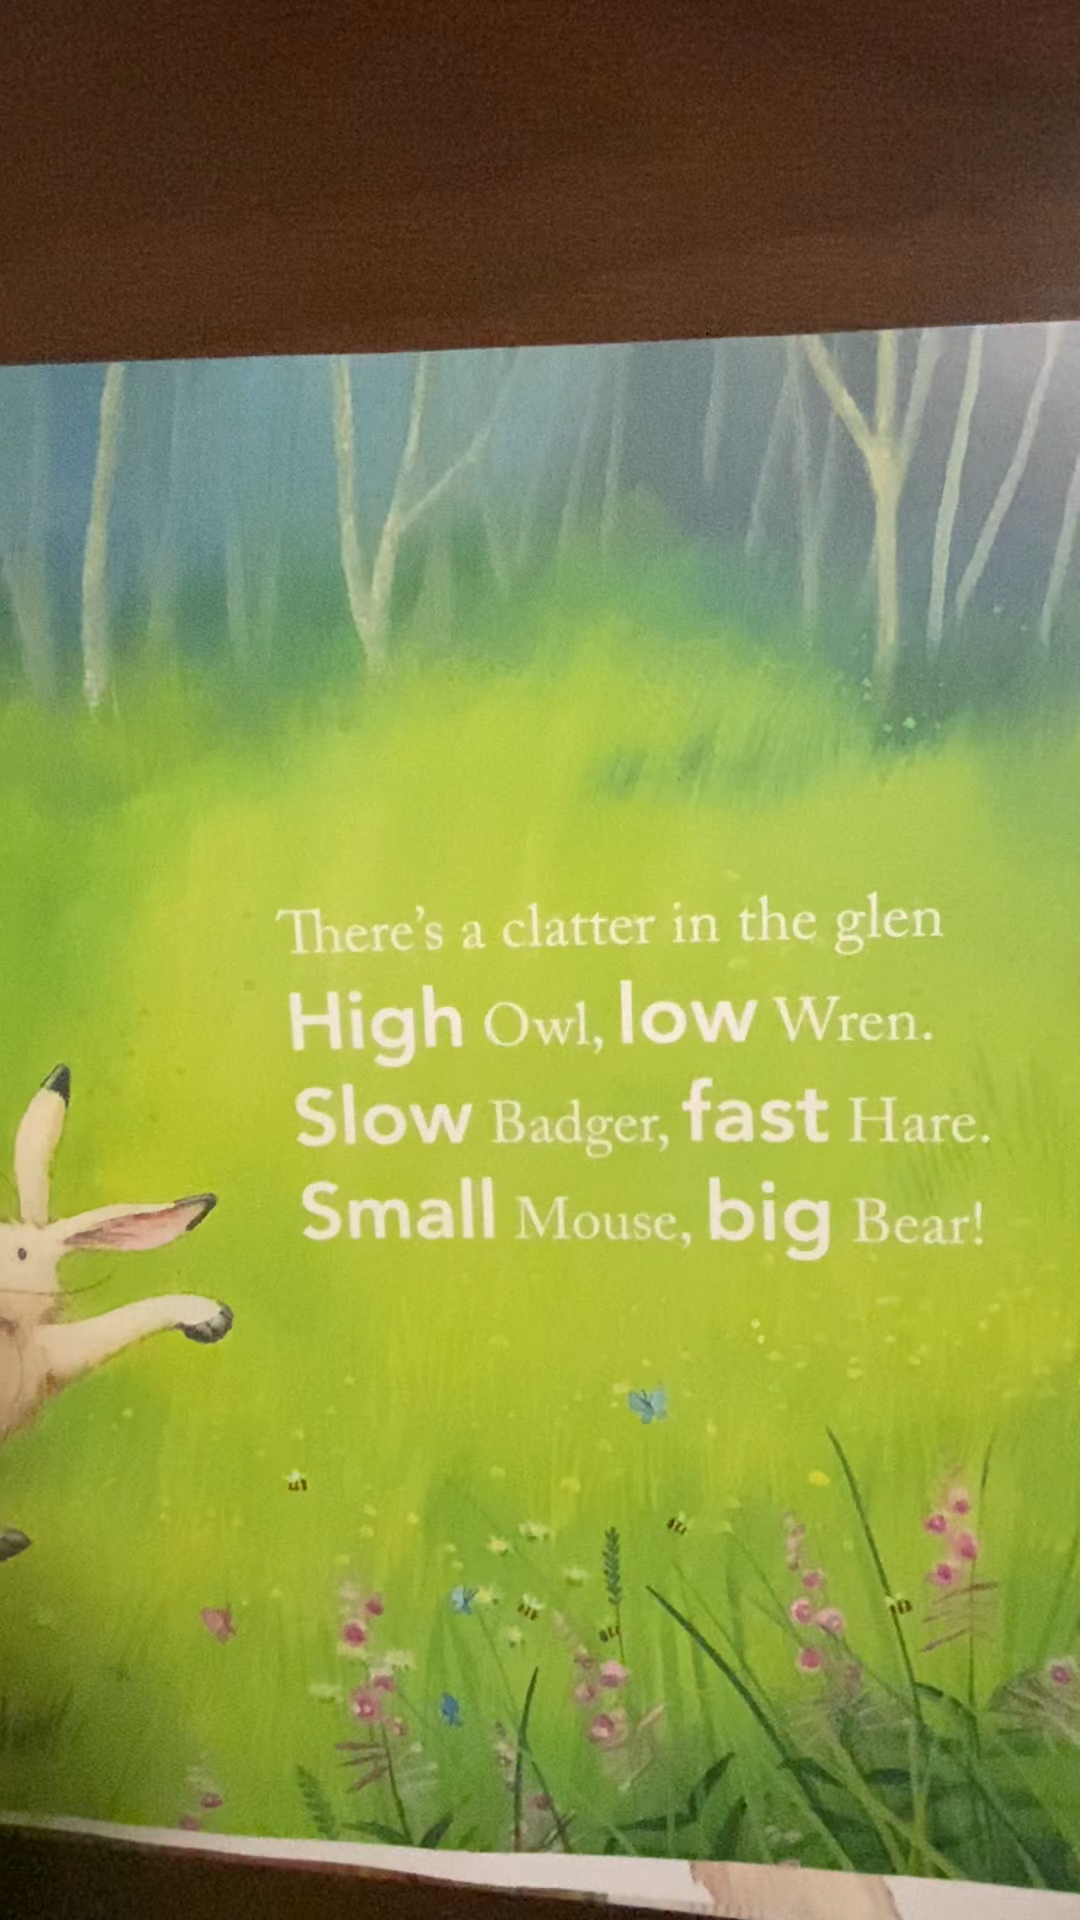 There's a clatter in the glen
High Owl, low Wren.
Slow Badger, fast Hare.
Small Mouse, big Bear!